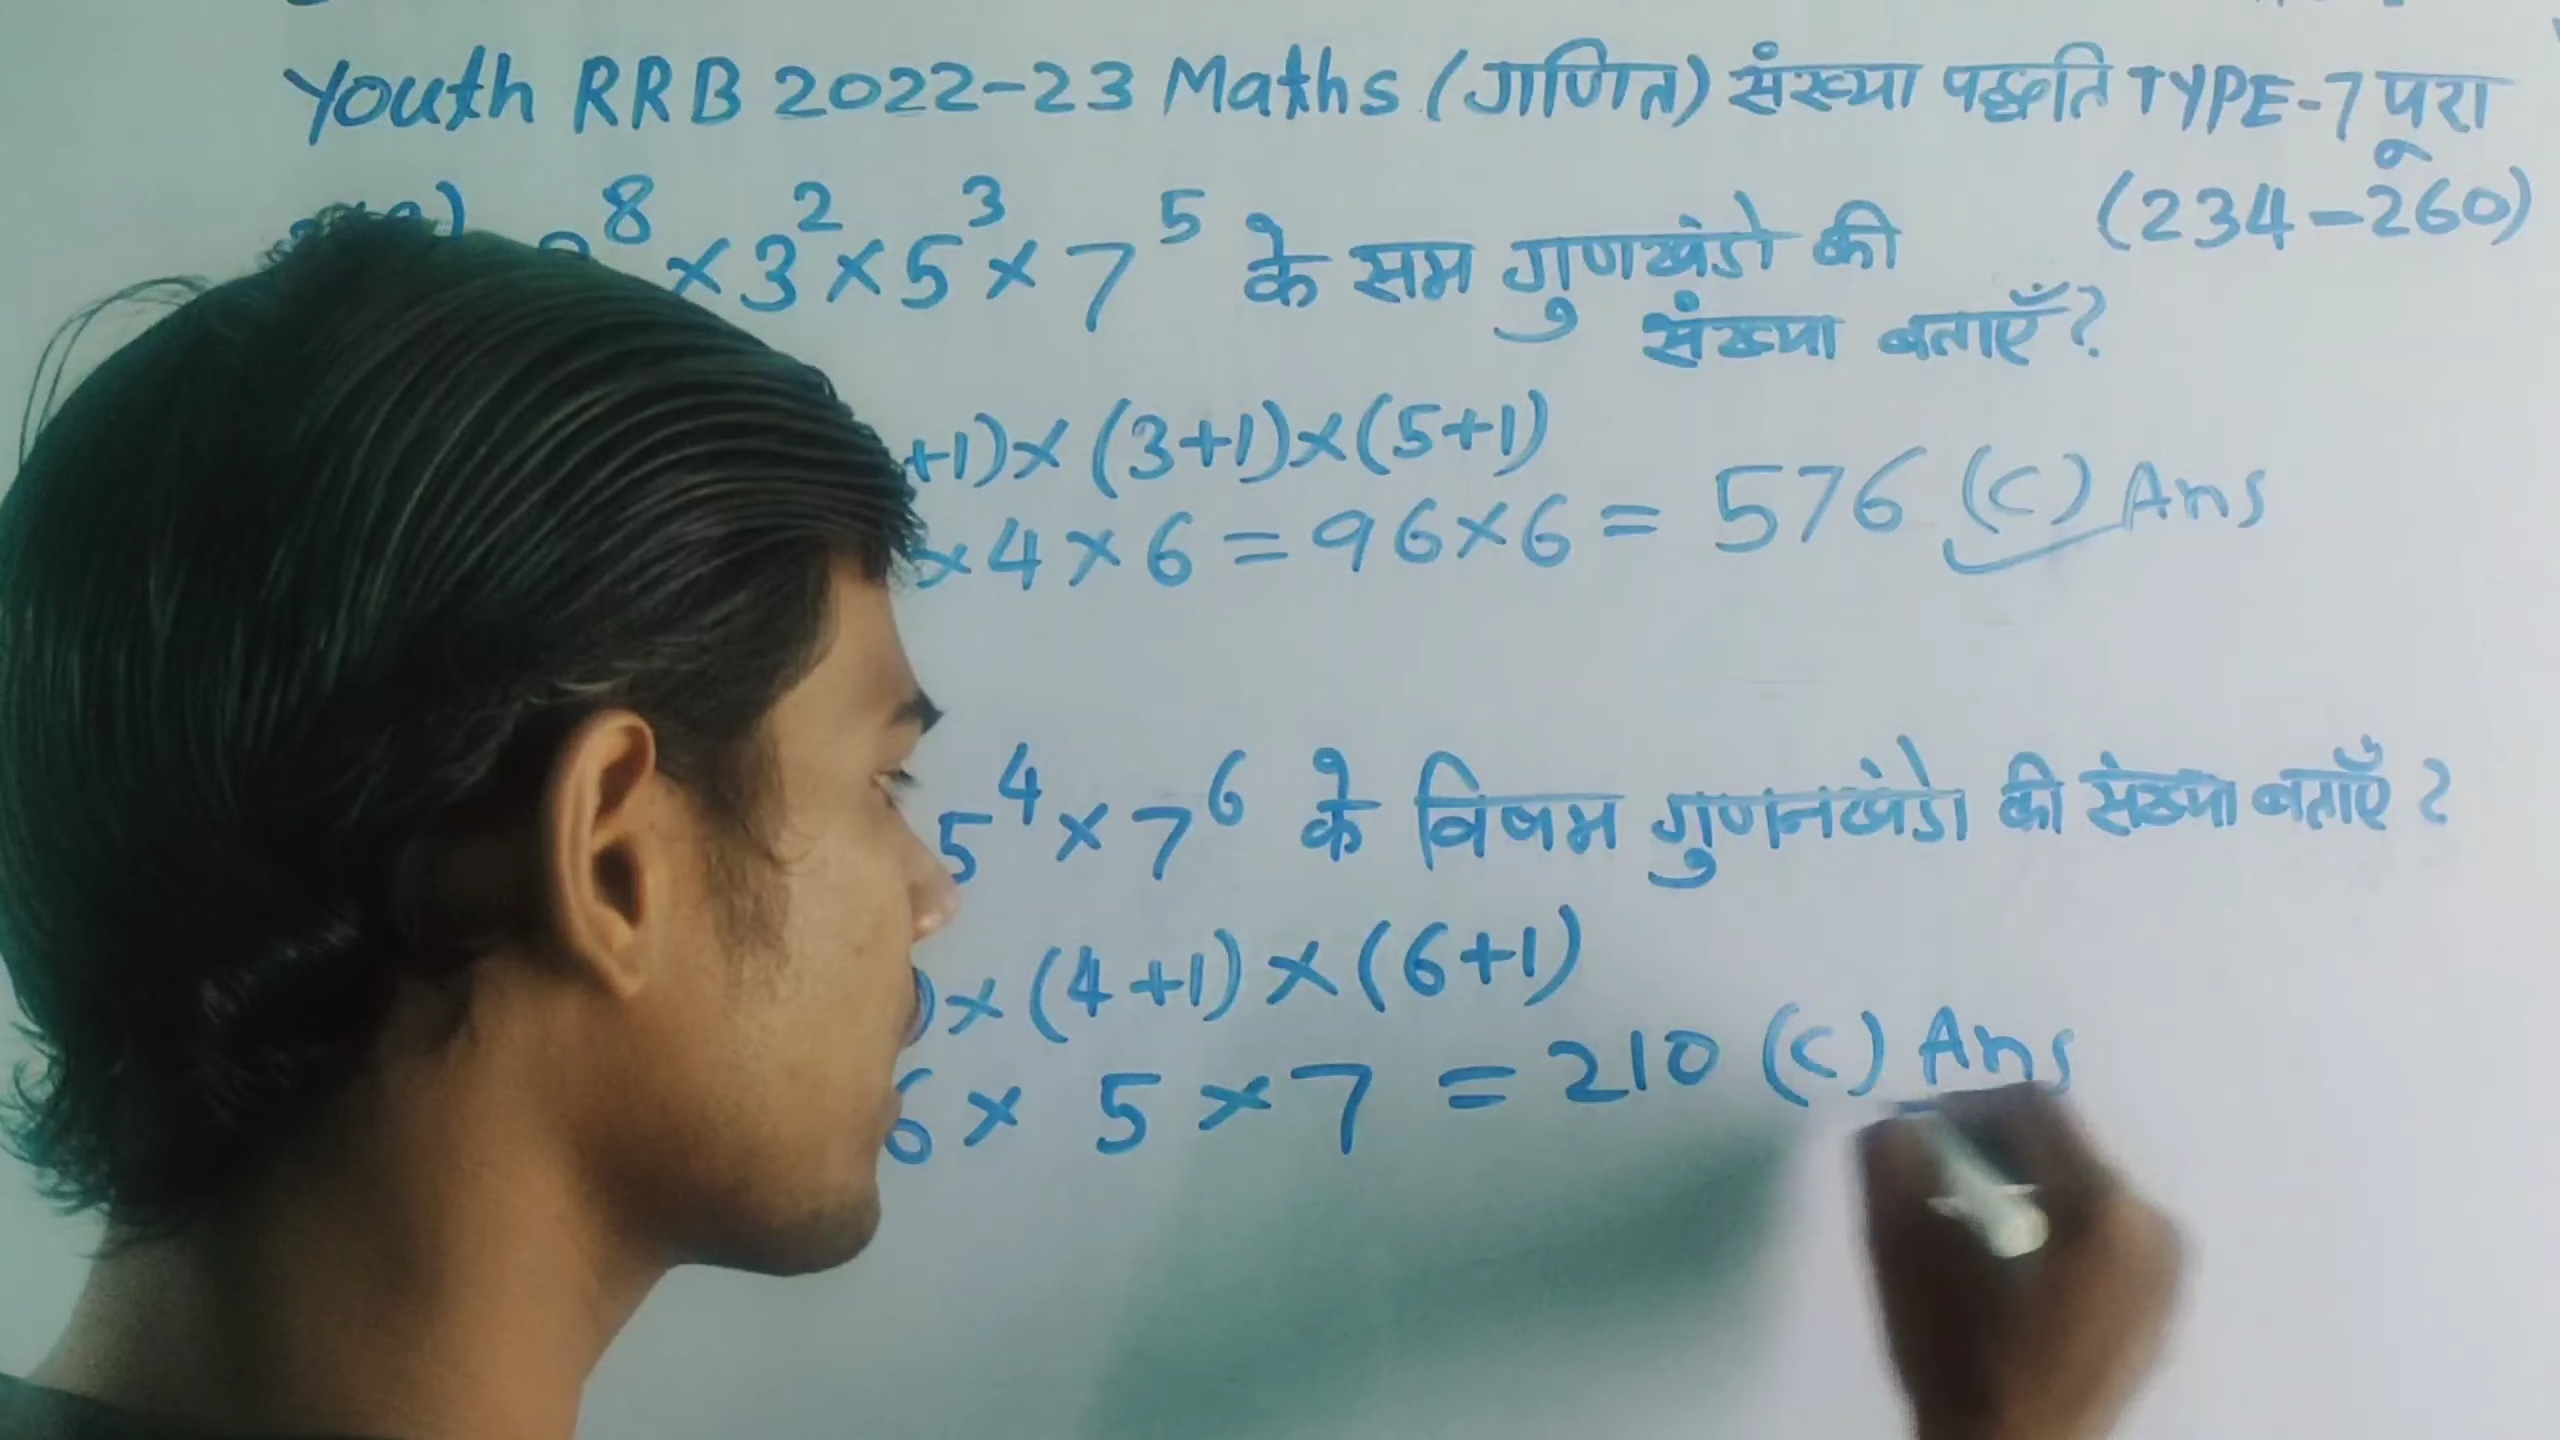 Youth RRB 2022-23 Maths (गणित) संख्या पद्धति TYPE-7 पूरा
(234-260)
8 × 3² × 5³ × 7⁵ के सम गुणखंडो की
संख्या बताएँ?
+1) × (3+1) × (5+1)
× 4 × 6 = 96 × 6 = 576 (C) Ans
5⁴ × 7⁶ के विषम गुणनखंडो की संख्या बताएँ?
) × (4+1) × (6+1)
6 × 5 × 7 = 210 (C) Ans